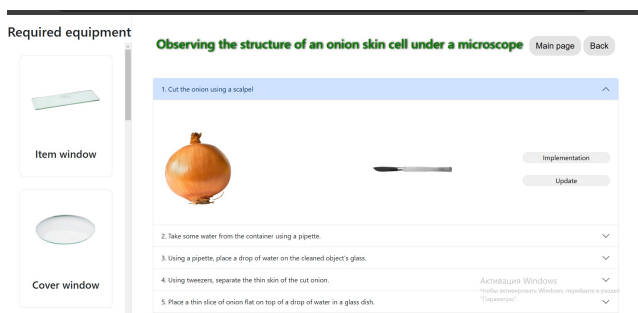 Required equipment
Item window
Cover window
Observing the structure of an onion skin cell under a microscope
Main page
Back
1. Cut the onion using a scalpel
Implementation
Update
2. Take some water from the container using a pipette.
3. Using a pipette, place a drop of water on the cleaned object's glass.
4. Using tweezers, separate the thin skin of the cut onion.
5. Place a thin slice of onion flat on top of a drop of water in a glass dish.
Активация Windows
Чтобы активировать Windows, перейдите в раздел
"Параметры".